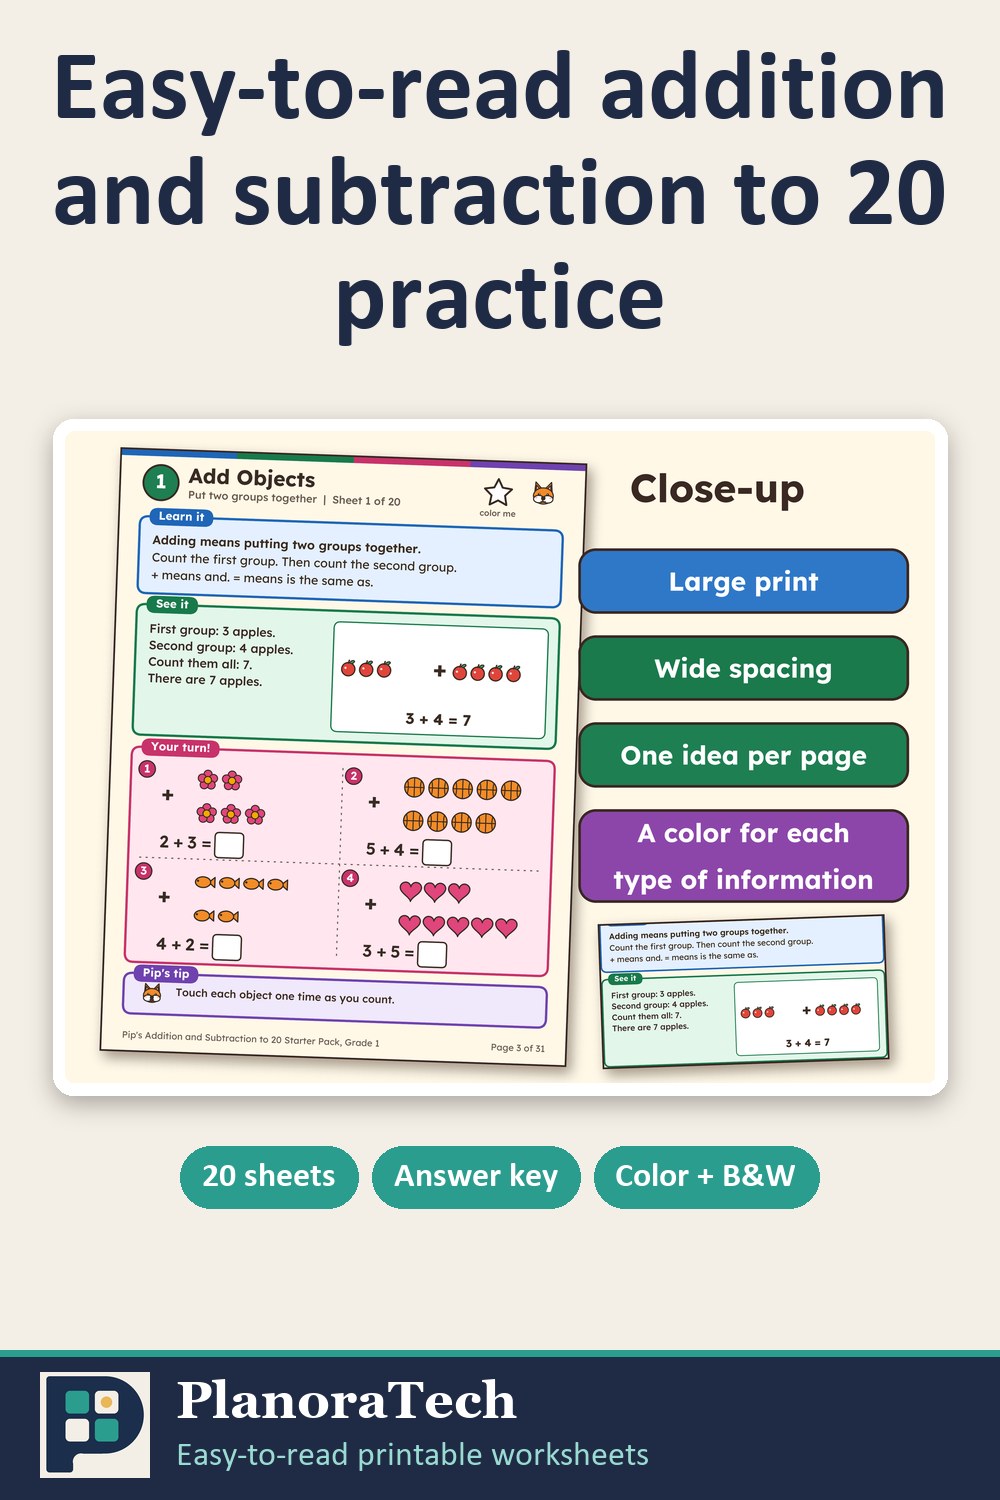 Easy-to-read addition
and subtraction to 20
practice
1
Add Objects
Put two groups together | Sheet 1 of 20
color me
Learn it
Adding means putting two groups together.
Count the first group. Then count the second group.
+ means and. = means is the same as.
See it
First group: 3 apples.
Second group: 4 apples.
Count them all: 7.
There are 7 apples.
+
3 + 4 = 7
Your turn!
1
+
2 + 3 =
2
+
5 + 4 =
3
+
4 + 2 =
4
+
3 + 5 =
Pip's tip
Touch each object one time as you count.
Pip's Addition and Subtraction to 20 Starter Pack, Grade 1
Page 3 of 31
Close-up
Large print
Wide spacing
One idea per page
A color for each
type of information
Adding means putting two groups together.
Count the first group. Then count the second group.
+ means and. = means is the same as.
See it
First group: 3 apples.
Second group: 4 apples.
Count them all: 7.
There are 7 apples.
+
3 + 4 = 7
20 sheets
Answer key
Color + B&W
PlanoraTech
Easy-to-read printable worksheets